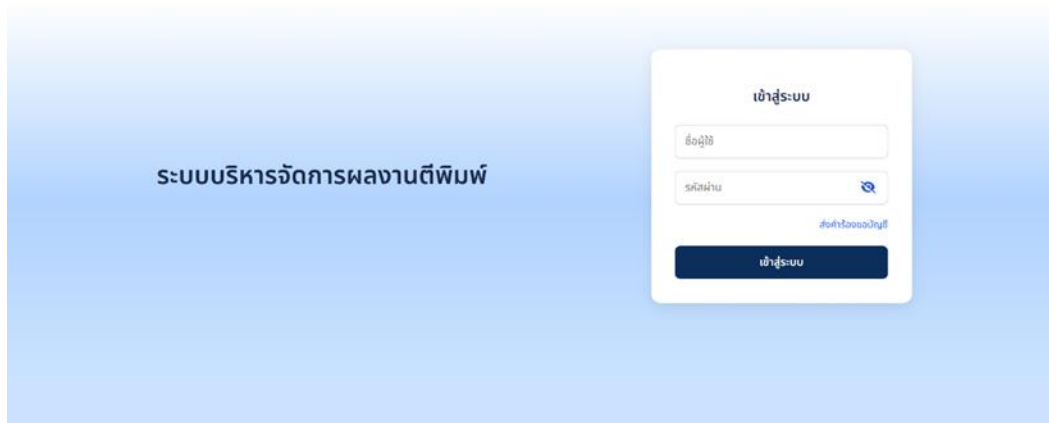 ระบบบริหารจัดการผลงานตีพิมพ์
เข้าสู่ระบบ
ชื่อผู้ใช้
รหัสผ่าน
ส่งคำร้องขอบัญชี
เข้าสู่ระบบ